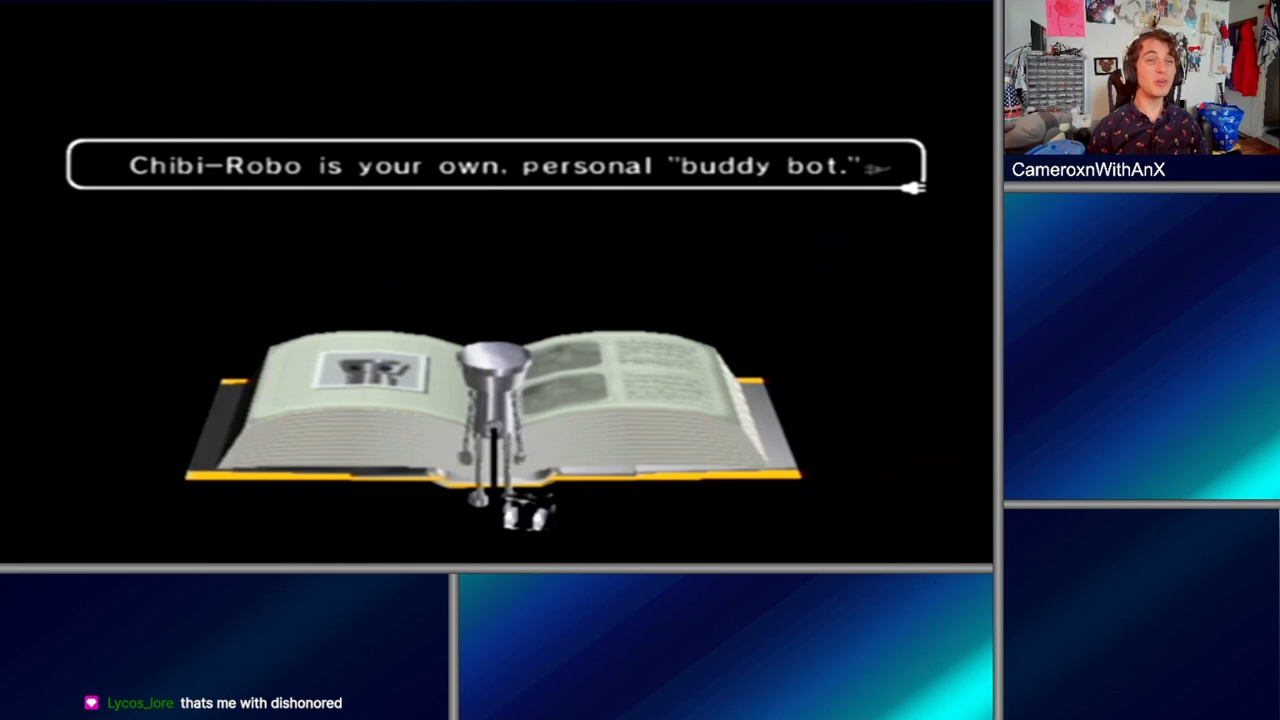 Chibi-Robo is your own, personal "buddy bot."
CameroxnWithAnX
Lycos_lore thats me with dishonored